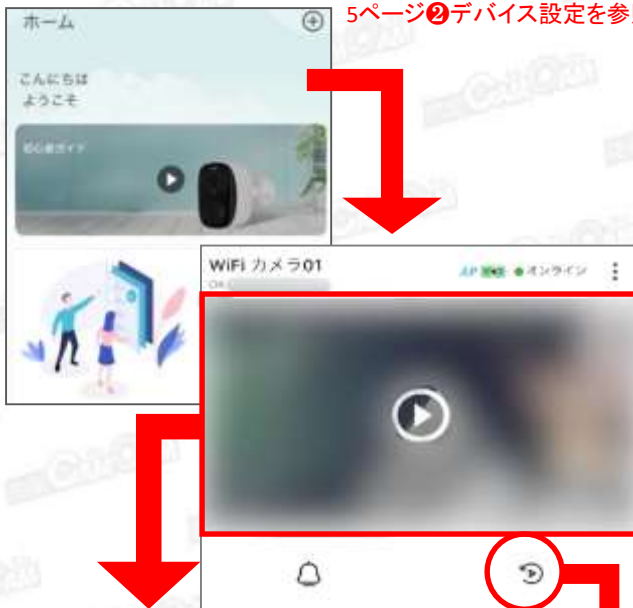 ホーム
5ページ❷デバイス設定を参
こんにちは
ようこそ
初心者ガイド
WiFi カメラ01
AP
オンライン